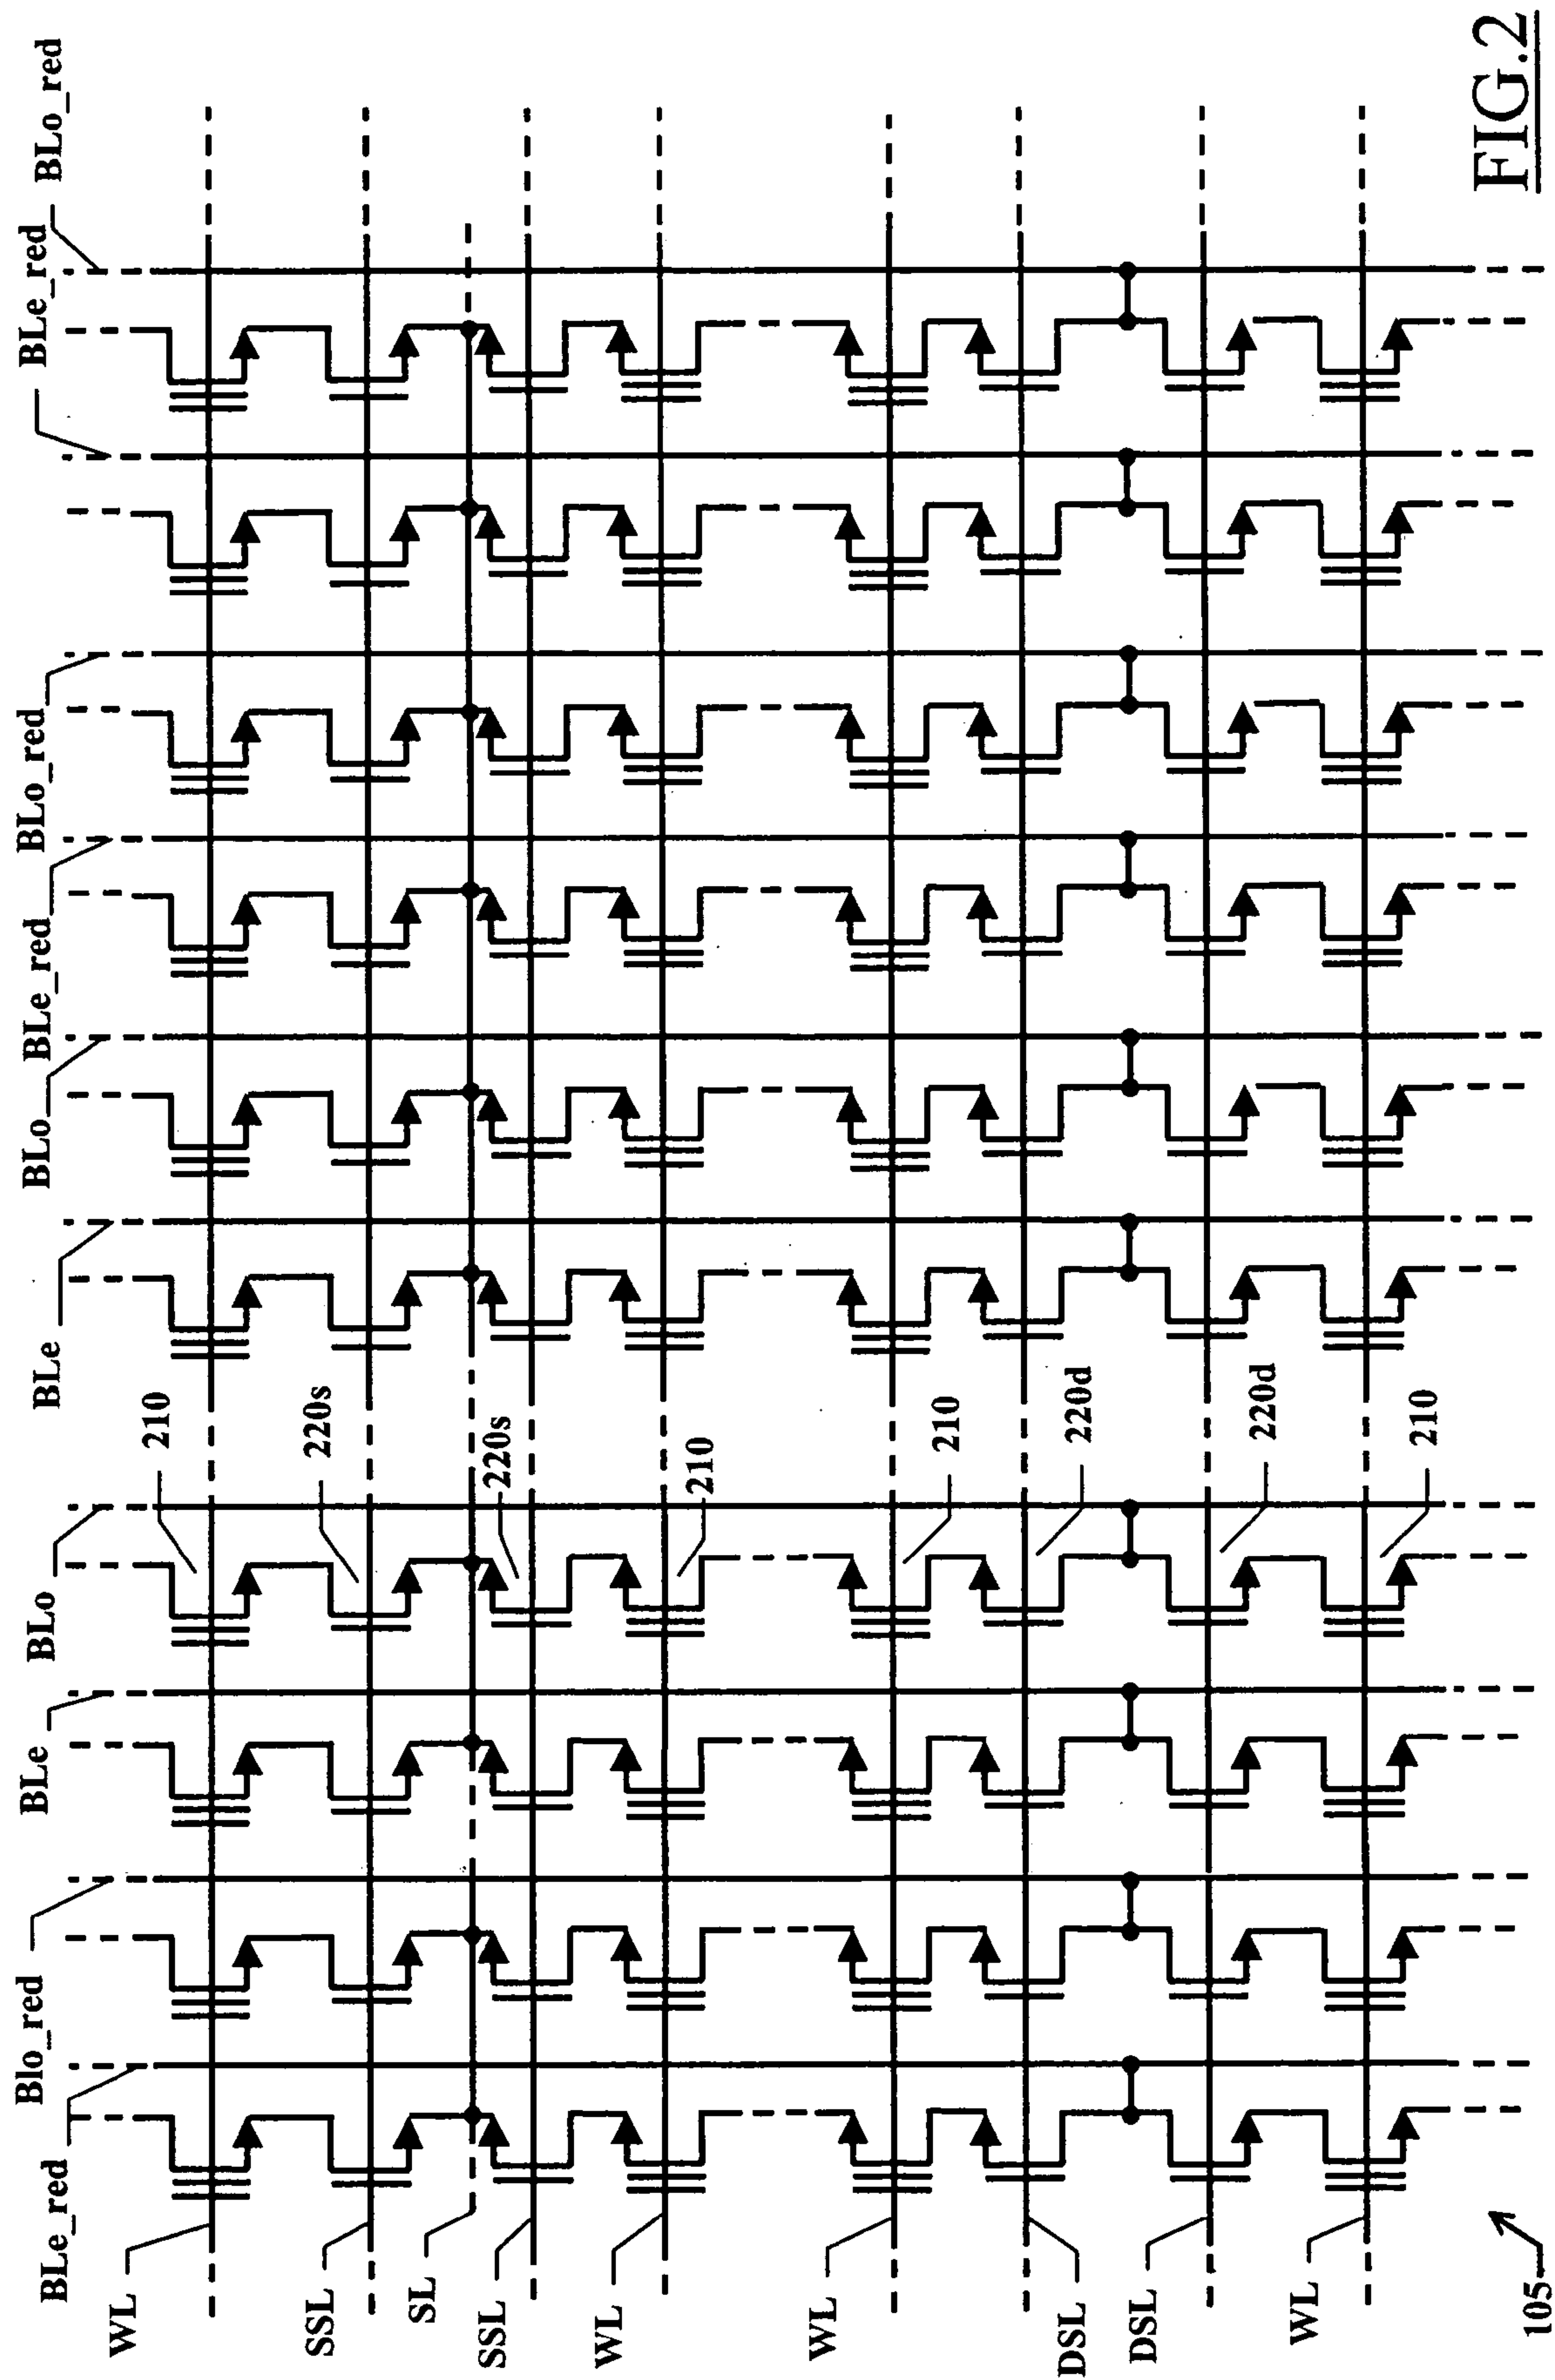 BLe_red
Blo_red
BLe
BLo
BLe
BLo
BLe_red
BLo_red
BLe_red
BLo_red
WL
210
SSL
220s
SL
SSL
220s
WL
210
WL
210
DSL
220d
DSL
220d
WL
210
105
FIG.2